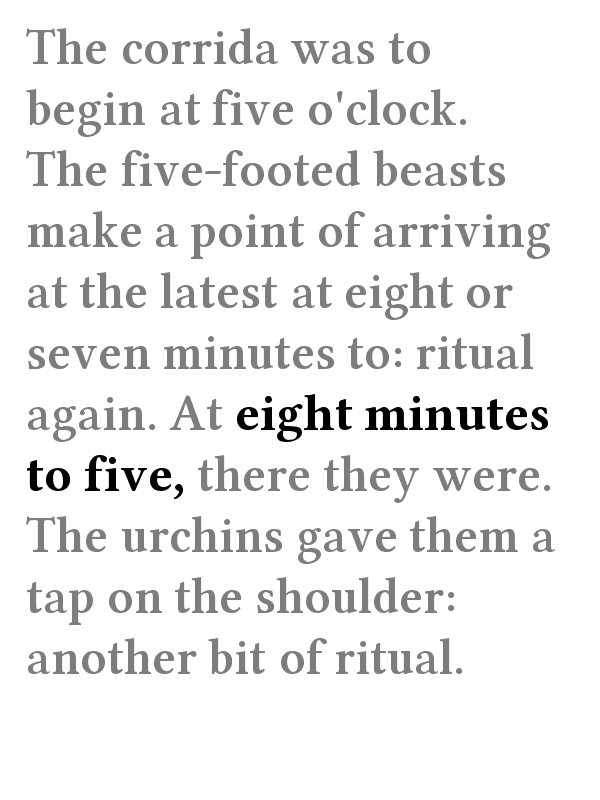 The corrida was to
begin at five o'clock.
The five-footed beasts
make a point of arriving
at the latest at eight or
seven minutes to: ritual
again. At eight minutes
to five, there they were.
The urchins gave them a
tap on the shoulder:
another bit of ritual.